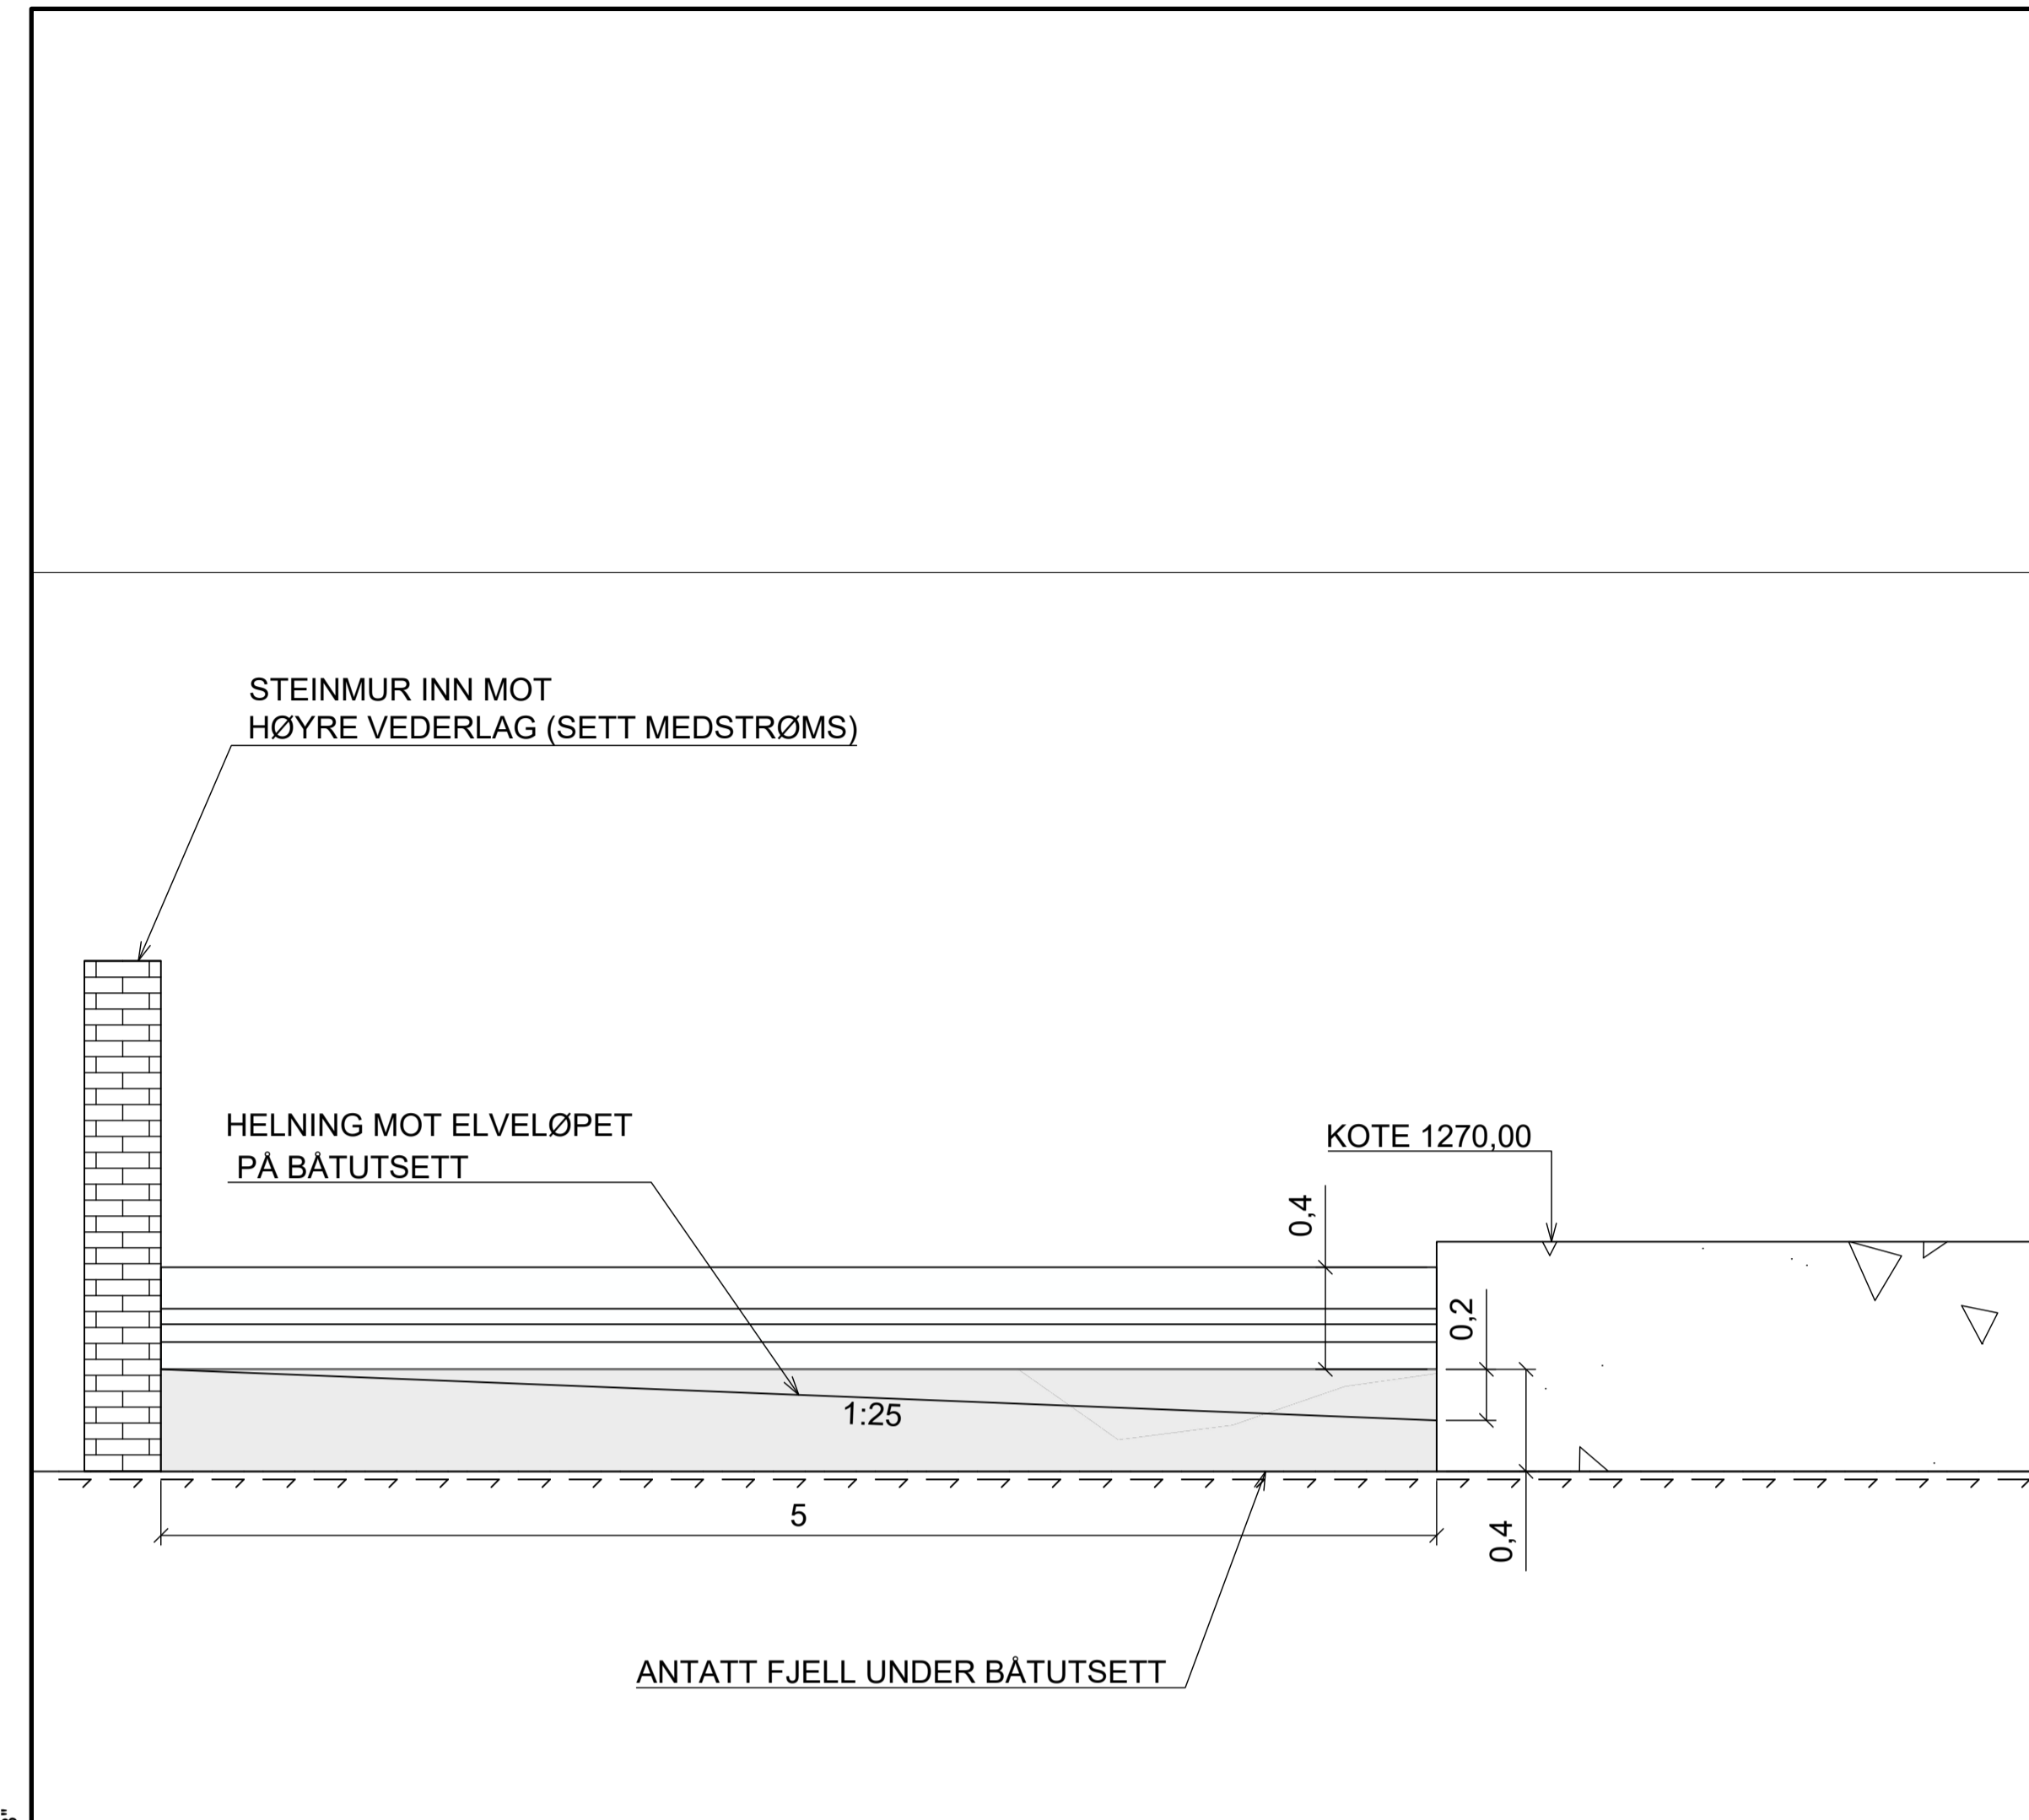 STEINMUR INN MOT
HØYRE VEDERLAG (SETT MEDSTRØMS)
HELNING MOT ELVELØPET
PÅ BÅTUTSETT
KOTE 1270,00
0,4
0,2
1:25
5
0,4
ANTATT FJELL UNDER BÅTUTSETT